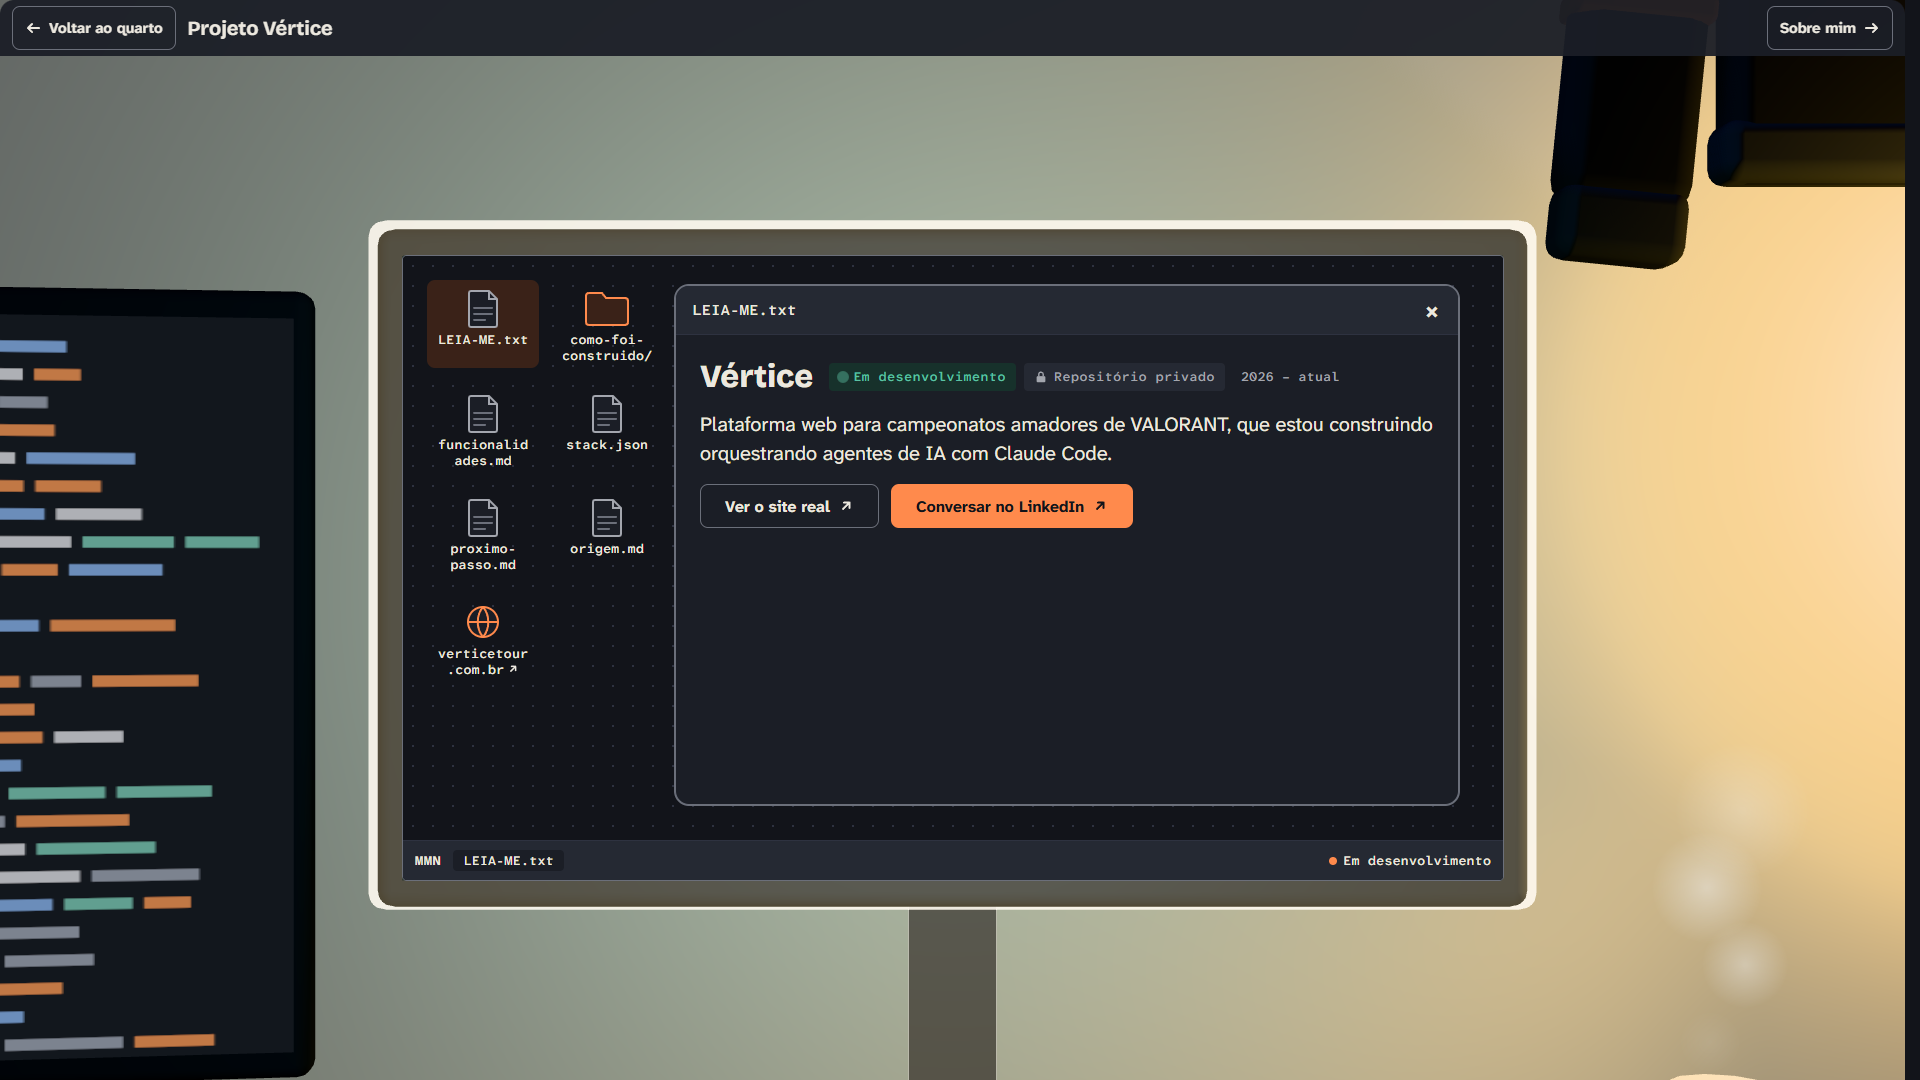 Voltar ao quarto
Projeto Vértice
Sobre mim
LEIA-ME.txt
como-foi-
construido/
funcionalid
ades.md
stack.json
proximo-
passo.md
origem.md
verticetour
.com.br
LEIA-ME.txt
Vértice
Em desenvolvimento
Repositório privado
2026 – atual
Plataforma web para campeonatos amadores de VALORANT, que estou construindo
orquestrando agentes de IA com Claude Code.
Ver o site real
Conversar no LinkedIn
MMN
LEIA-ME.txt
Em desenvolvimento